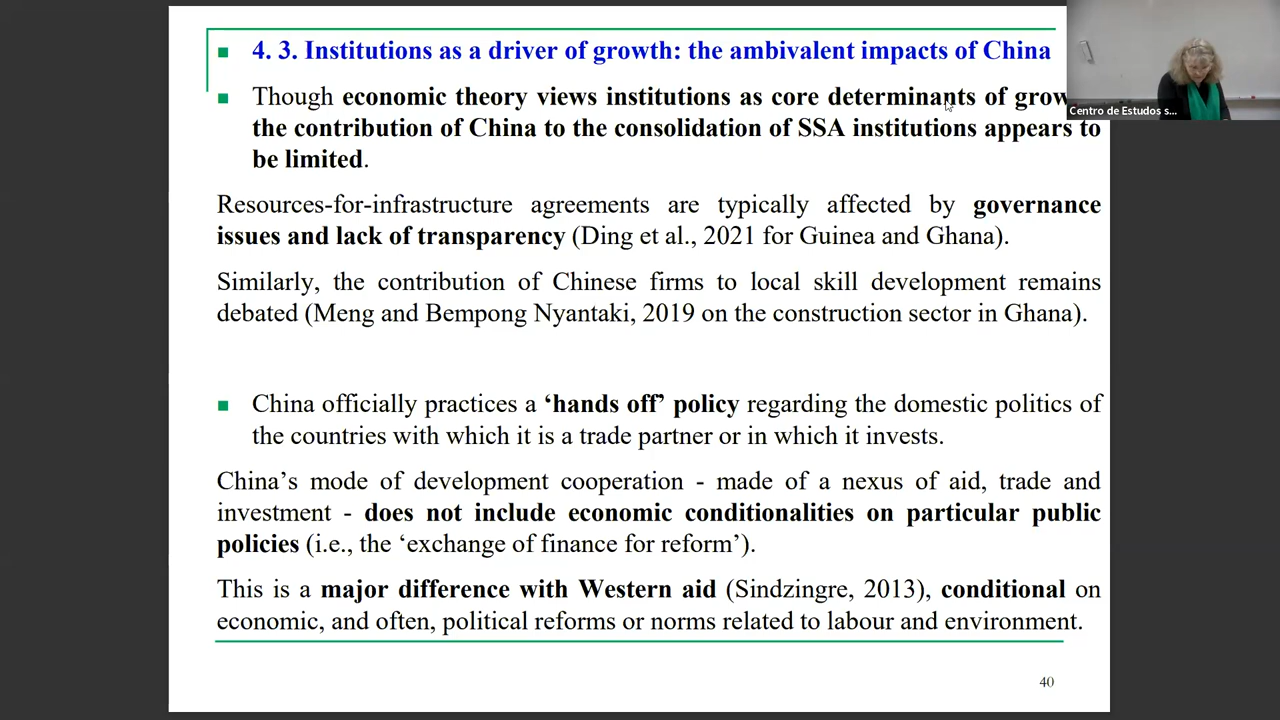 4. 3. Institutions as a driver of growth: the ambivalent impacts of China
Though economic theory views institutions as core determinants of grow
the contribution of China to the consolidation of SSA institutions appears to
be limited.
Resources-for-infrastructure agreements are typically affected by governance
issues and lack of transparency (Ding et al., 2021 for Guinea and Ghana).
Similarly, the contribution of Chinese firms to local skill development remains
debated (Meng and Bempong Nyantaki, 2019 on the construction sector in Ghana).
China officially practices a ‘hands off’ policy regarding the domestic politics of
the countries with which it is a trade partner or in which it invests.
China’s mode of development cooperation - made of a nexus of aid, trade and
investment - does not include economic conditionalities on particular public
policies (i.e., the ‘exchange of finance for reform’).
This is a major difference with Western aid (Sindzingre, 2013), conditional on
economic, and often, political reforms or norms related to labour and environment.
40
Centro de Estudos s...